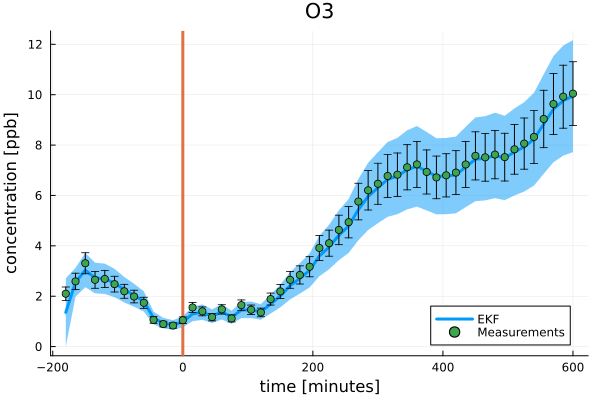 O3
concentration [ppb]
12
10
8
6
4
2
0
EKF
Measurements
−200
0
200
400
600
time [minutes]